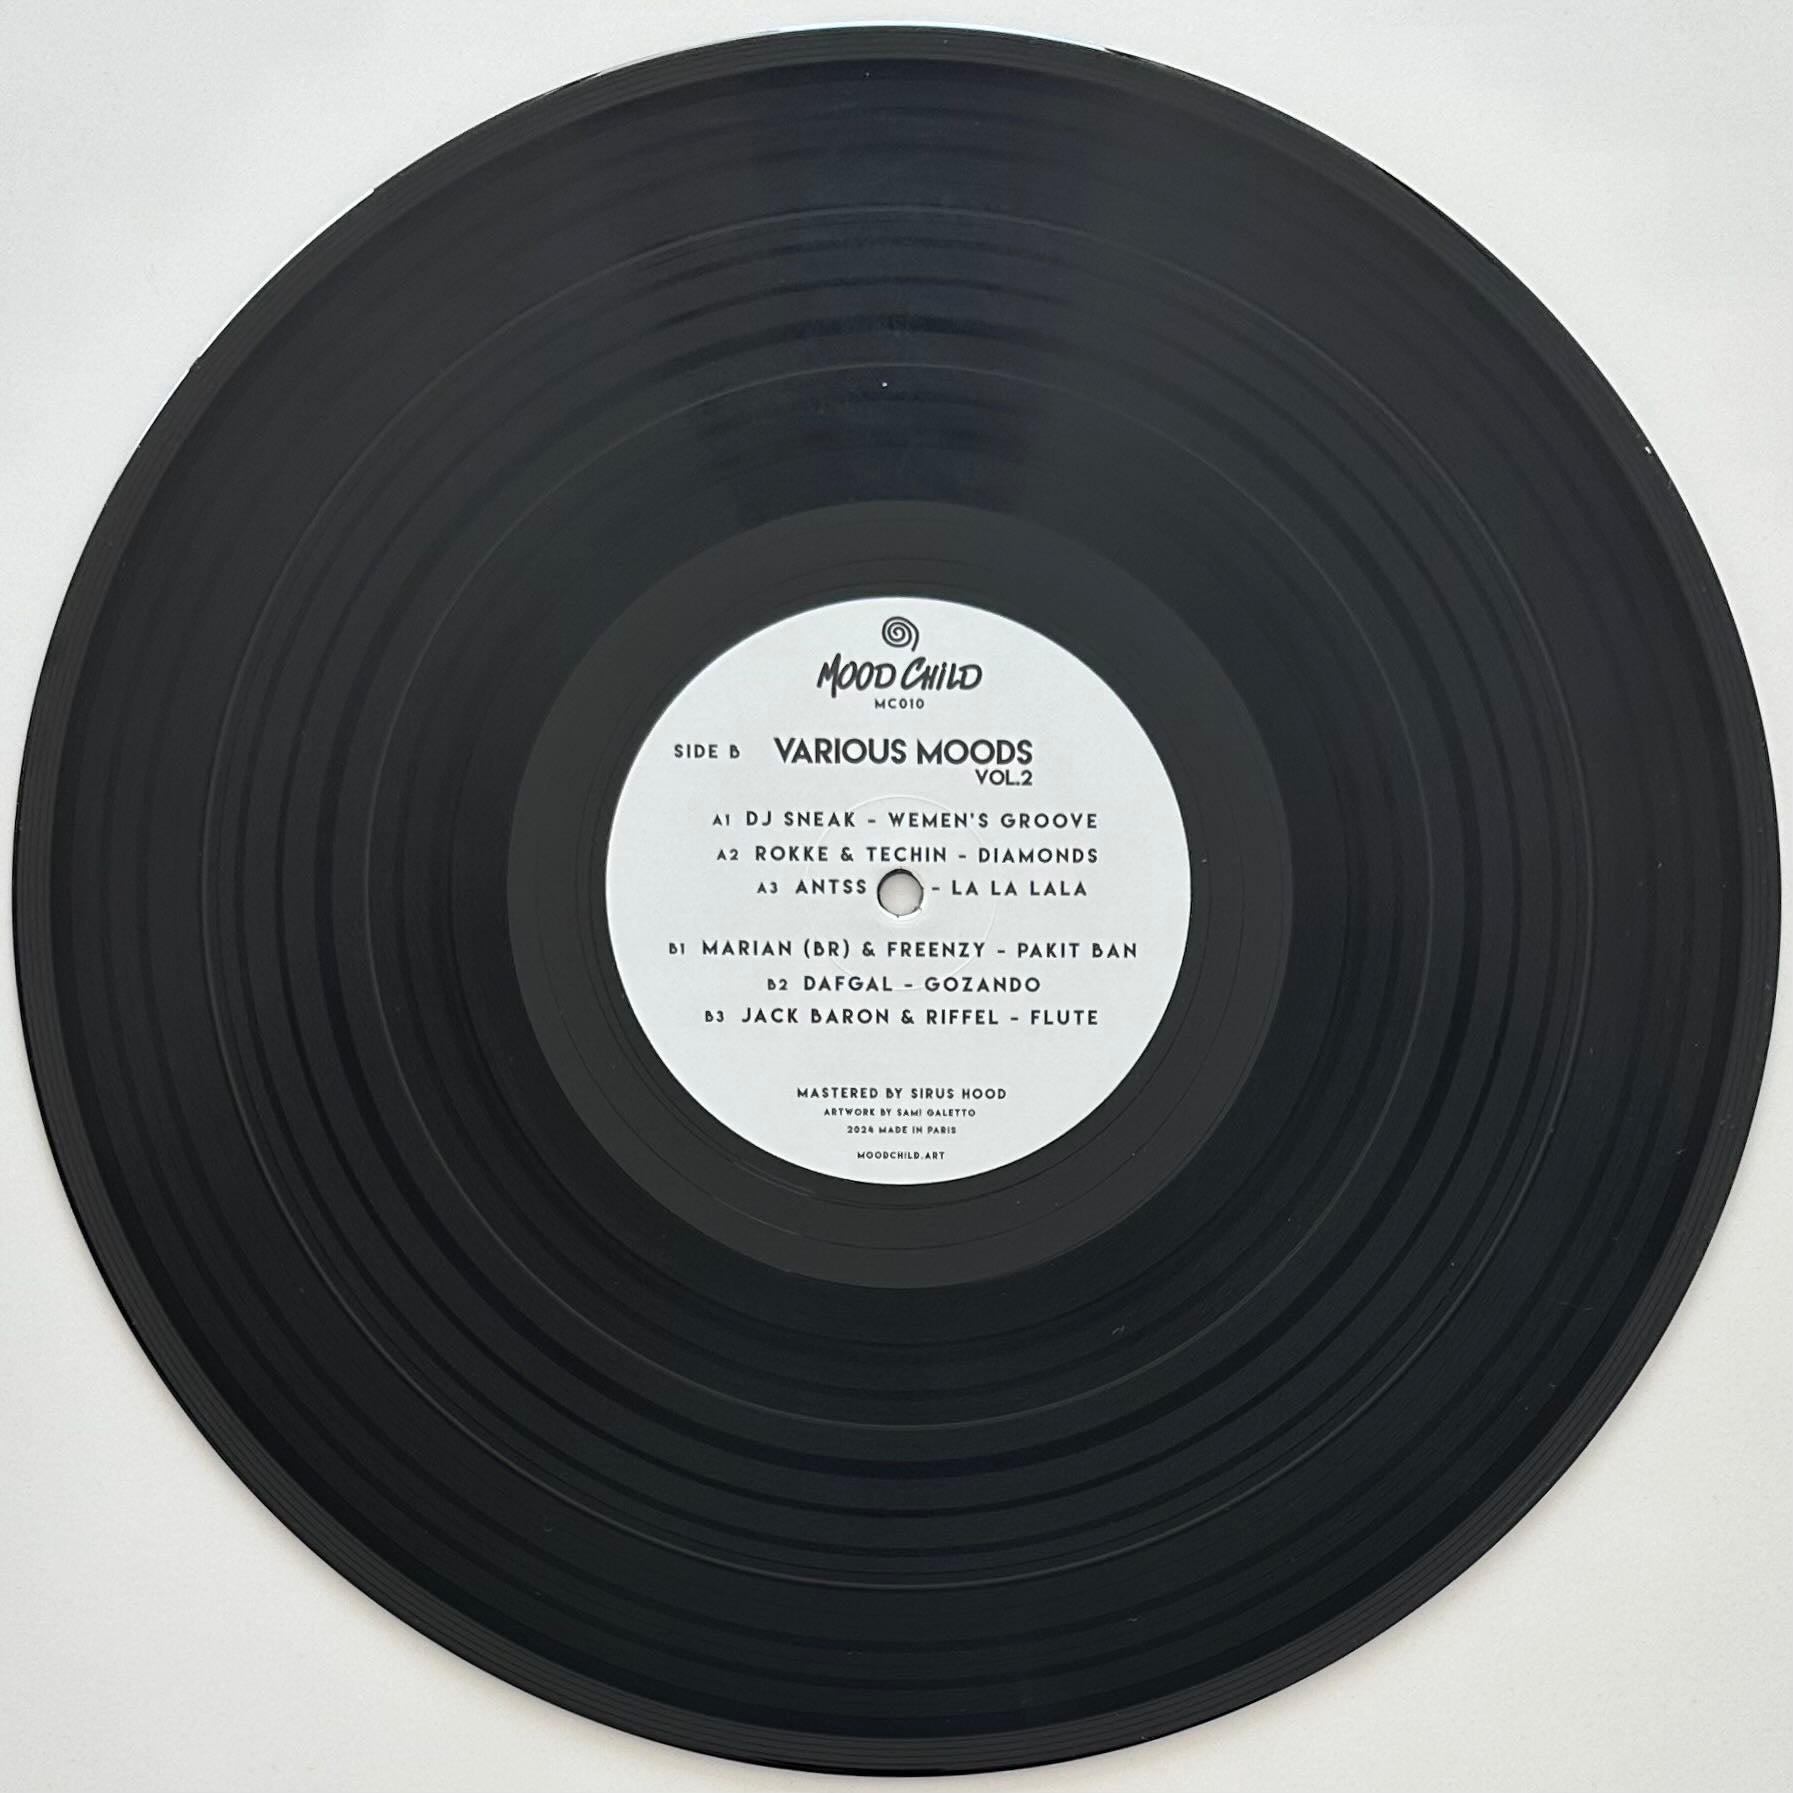 MOOD CHILD
MC010
SIDE B VARIOUS MOODS
VOL.2
A1 DJ SNEAK - WEMEN'S GROOVE
A2 ROKKE & TECHIN - DIAMONDS
A3 ANTSS - LA LA LALA
B1 MARIAN (BR) & FREENZY - PAKIT BAN
B2 DAFGAL - GOZANDO
B3 JACK BARON & RIFFEL - FLUTE
MASTERED BY SIRUS HOOD
ARTWORK BY SAMI GALETTO
2024 MADE IN PARIS
MOODCHILD.ART